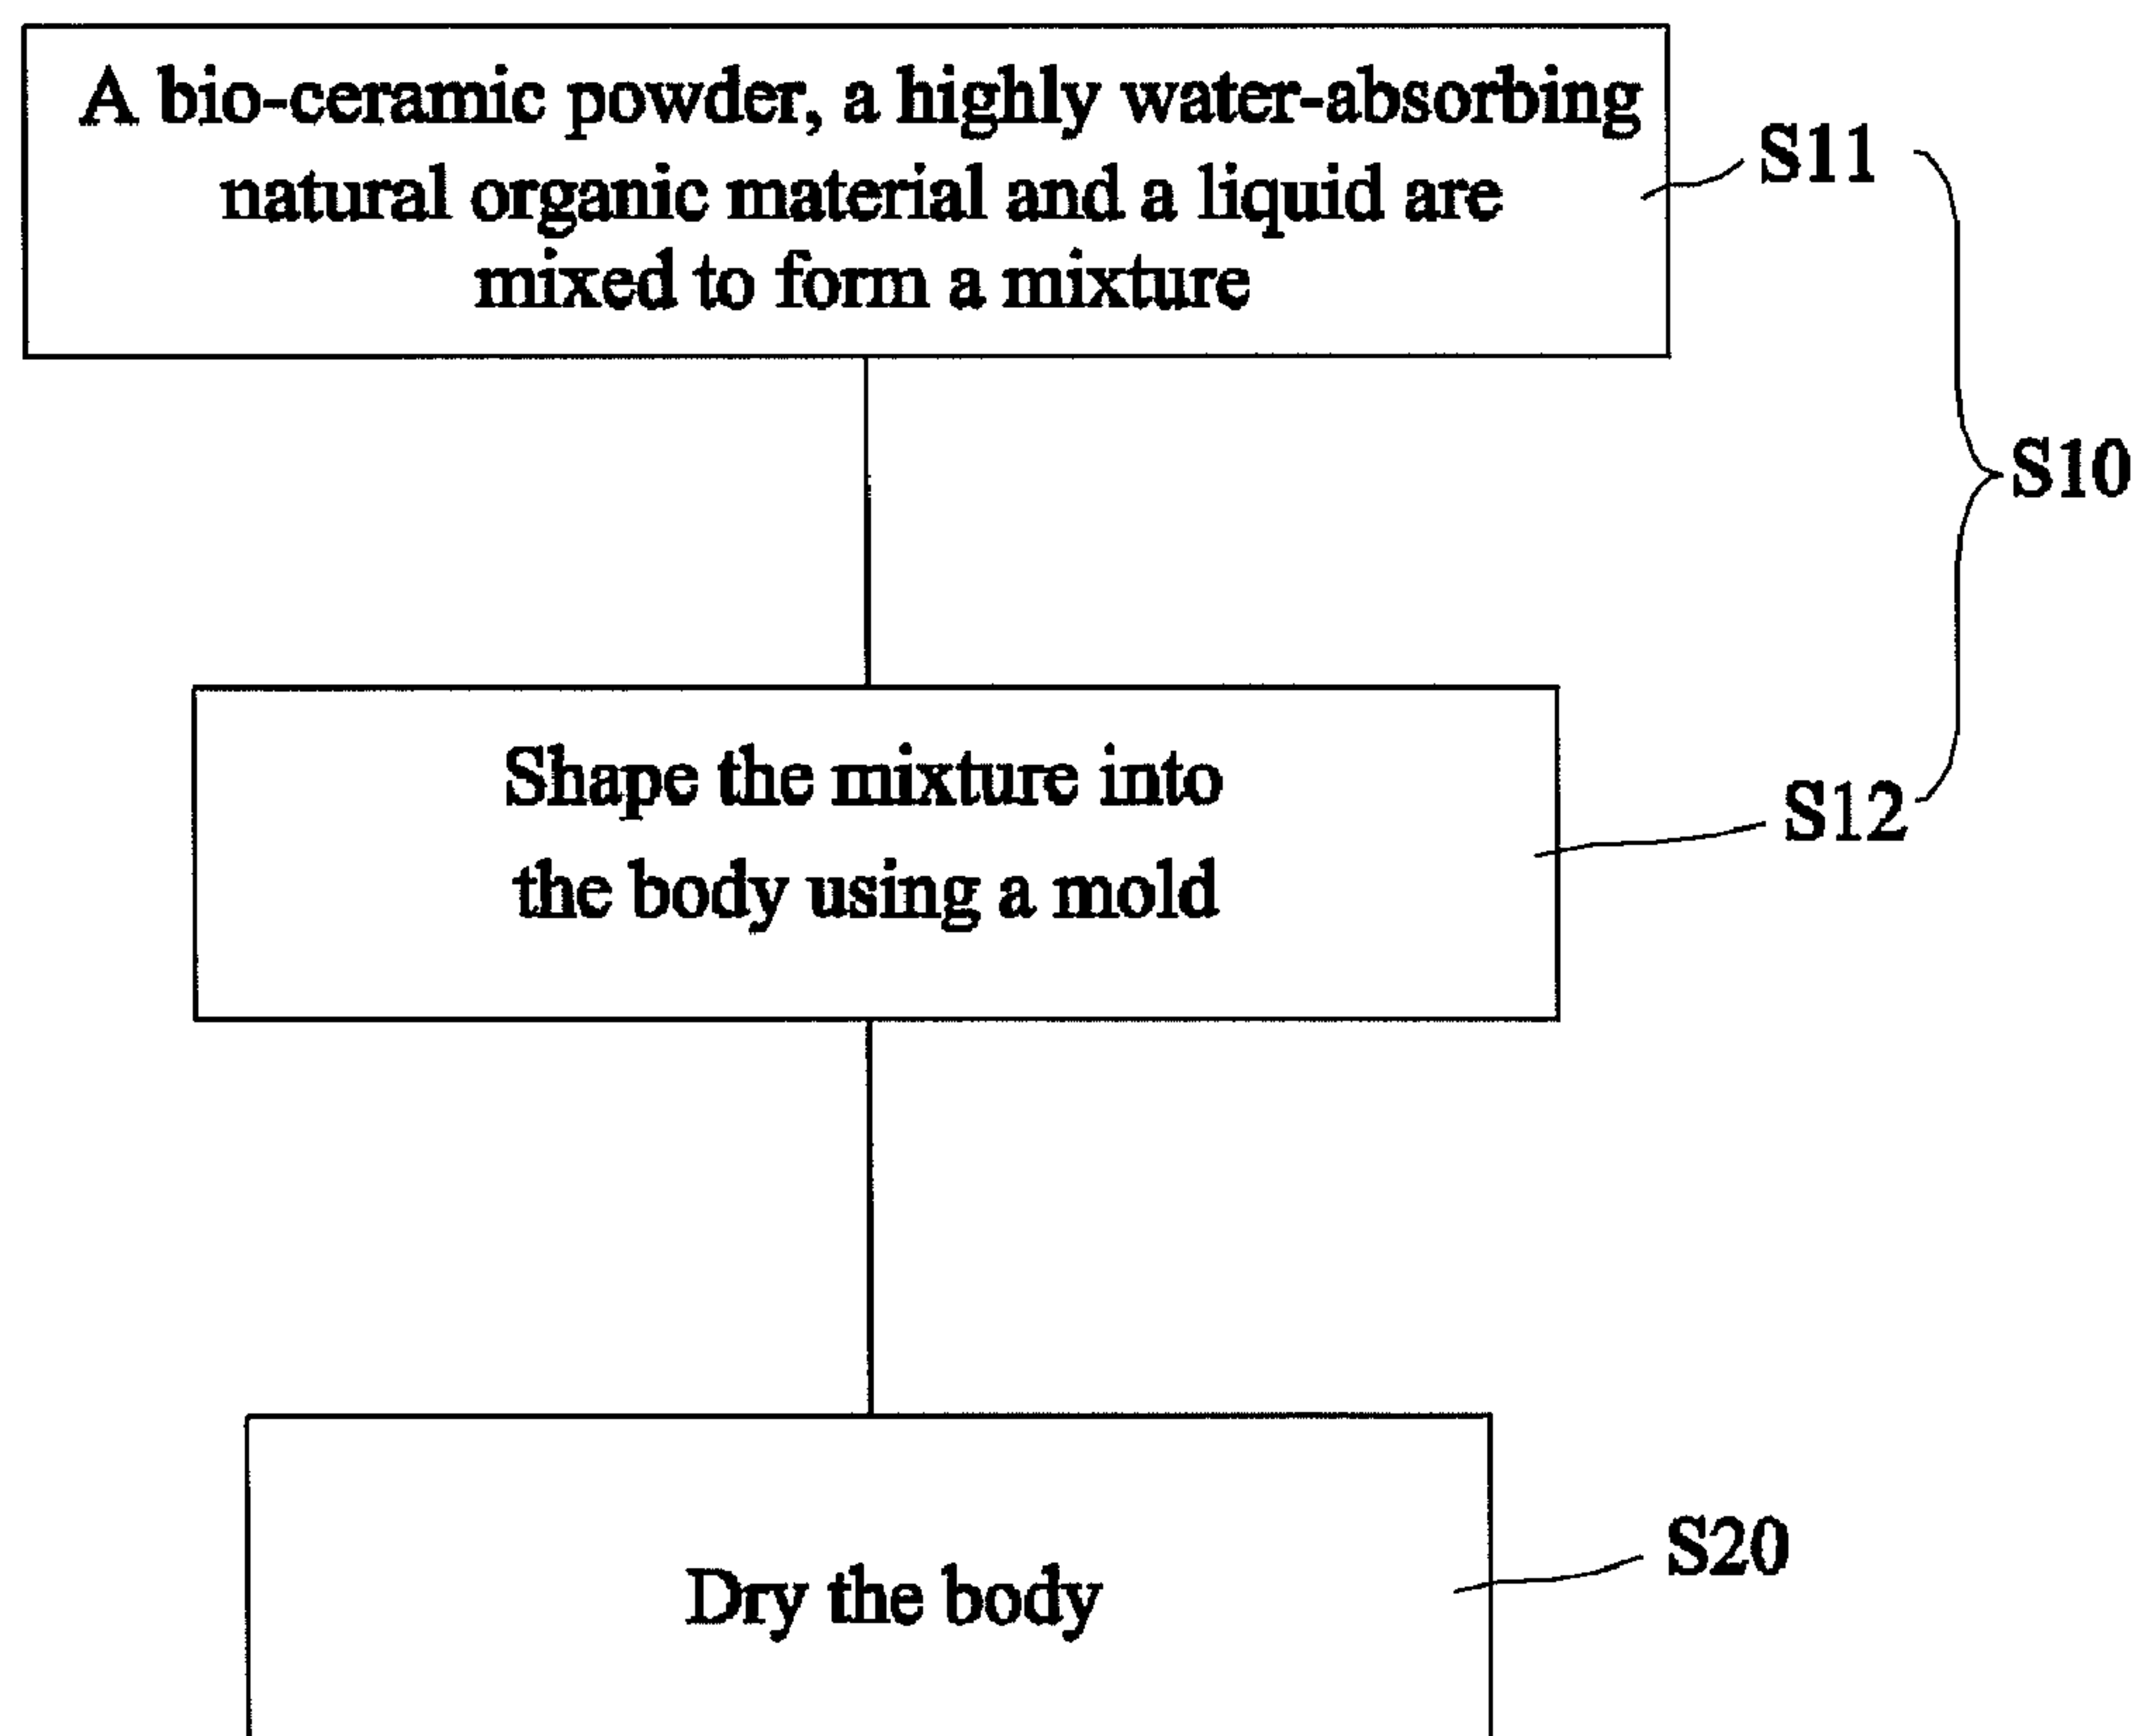 A bio-ceramic powder, a highly water-absorbing
natural organic material and a liquid are
mixed to form a mixture
S11
S10
Shape the mixture into
the body using a mold
S12
Dry the body
S20